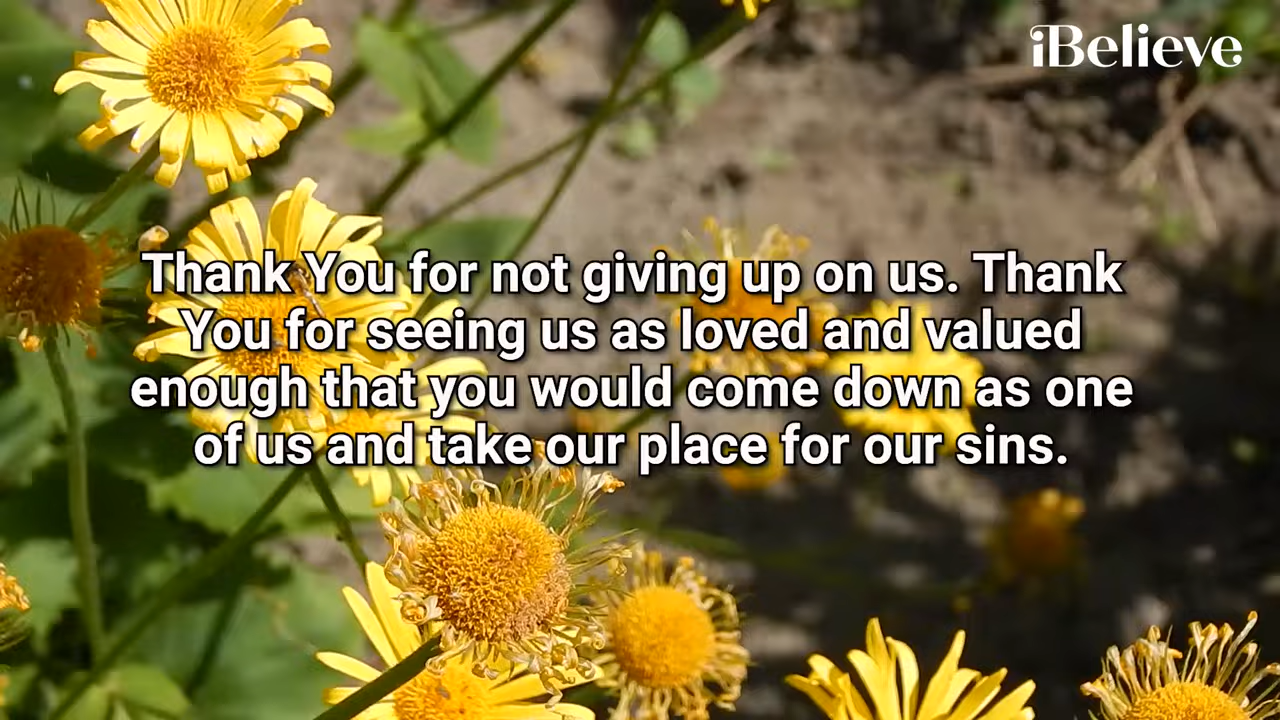 iBelieve
Thank You for not giving up on us. Thank
You for seeing us as loved and valued
enough that you would come down as one
of us and take our place for our sins.